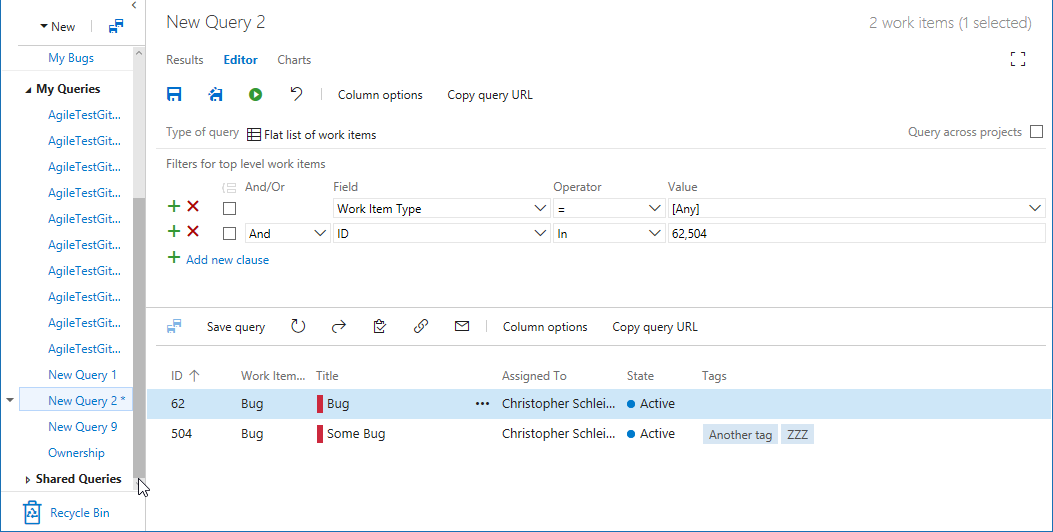 New
My Bugs
My Queries
AgileTestGit...
AgileTestGit...
AgileTestGit...
AgileTestGit...
AgileTestGit...
AgileTestGit...
AgileTestGit...
AgileTestGit...
AgileTestGit...
AgileTestGit...
New Query 1
New Query 2 *
New Query 9
Ownership
Shared Queries
Recycle Bin
New Query 2
2 work items (1 selected)
Results Editor Charts
Column options Copy query URL
Type of query Flat list of work items Query across projects
Filters for top level work items
And/Or Field Operator Value
Work Item Type = [Any]
And ID In 62,504
Add new clause
Save query Column options Copy query URL
ID Work Item... Title Assigned To State Tags
62 Bug Bug ••• Christopher Schlei... Active
504 Bug Some Bug Christopher Schlei... Active Another tag ZZZ